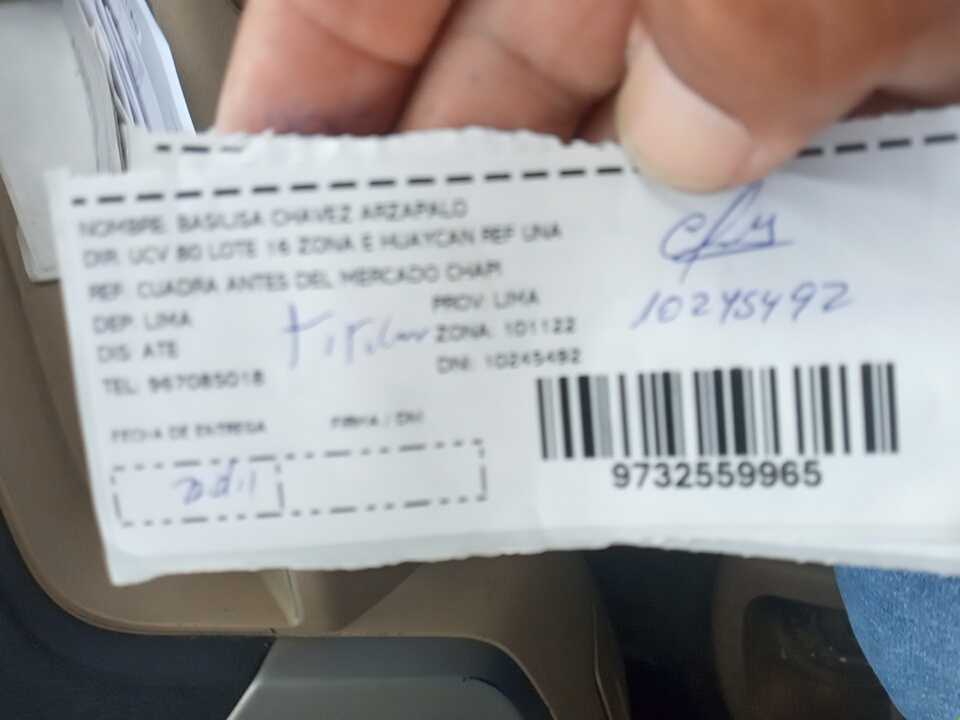 NOMBRE: BASILISA CHAVEZ ARZAPALO
DIR: UCV 80 LOTE 16 ZONA E HUAYCAN REF UNA
REF: CUADRA ANTES DEL MERCADO CHAPI
DEP: LIMA
PROV: LIMA
DIS: ATE
ZONA: 101122
TEL: 967085018
DNI: 10245492
Titular
10245492
FECHA DE ENTREGA
FIRMA / DNI
9732559965